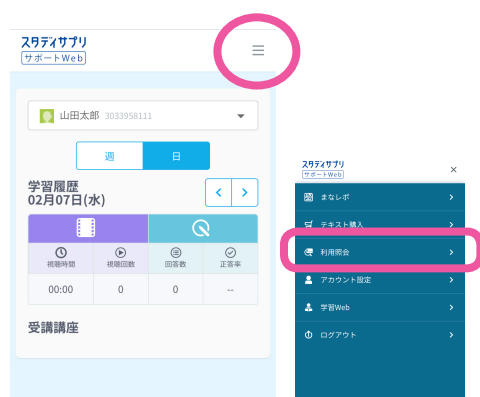 スタディサプリ
サポートWeb
山田太郎 3033958111
週 日
学習履歴
02月07日(水)
視聴時間 視聴回数 回答数 正答率
00:00 0 0 --
受講講座
スタディサプリ
サポートWeb
まなレポ
テキスト購入
利用照会
アカウント設定
学習Web
ログアウト